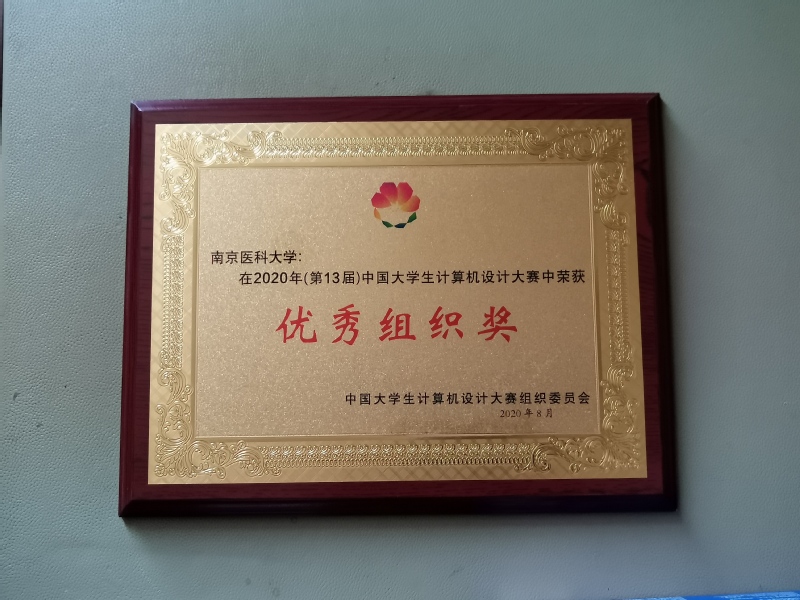 南京医科大学：
在2020年(第13届)中国大学生计算机设计大赛中荣获
优秀组织奖
中国大学生计算机设计大赛组织委员会
2020年8月